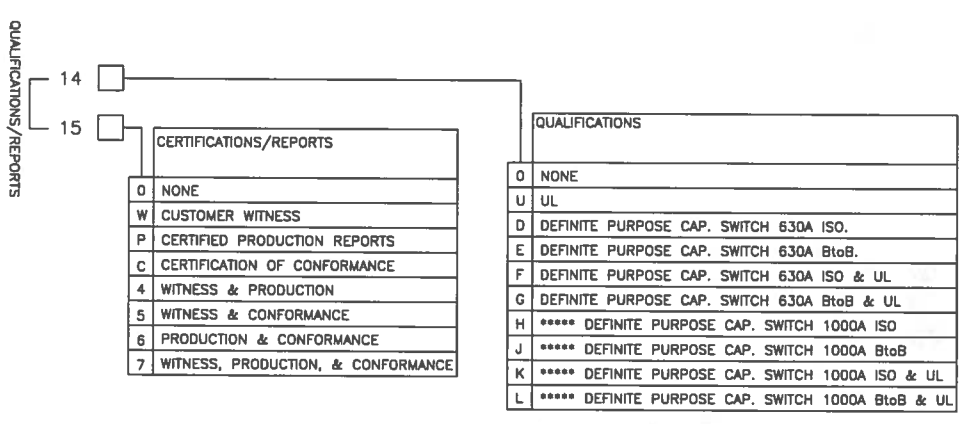 QUALIFICATIONS/REPORTS
14
15
CERTIFICATIONS/REPORTS
0 NONE
W CUSTOMER WITNESS
P CERTIFIED PRODUCTION REPORTS
C CERTIFICATION OF CONFORMANCE
4 WITNESS & PRODUCTION
5 WITNESS & CONFORMANCE
6 PRODUCTION & CONFORMANCE
7 WITNESS, PRODUCTION, & CONFORMANCE
QUALIFICATIONS
0 NONE
U UL
D DEFINITE PURPOSE CAP. SWITCH 630A ISO.
E DEFINITE PURPOSE CAP. SWITCH 630A BtoB.
F DEFINITE PURPOSE CAP. SWITCH 630A ISO & UL
G DEFINITE PURPOSE CAP. SWITCH 630A BtoB & UL
H ***** DEFINITE PURPOSE CAP. SWITCH 1000A ISO
J ***** DEFINITE PURPOSE CAP. SWITCH 1000A BtoB
K ***** DEFINITE PURPOSE CAP. SWITCH 1000A ISO & UL
L ***** DEFINITE PURPOSE CAP. SWITCH 1000A BtoB & UL